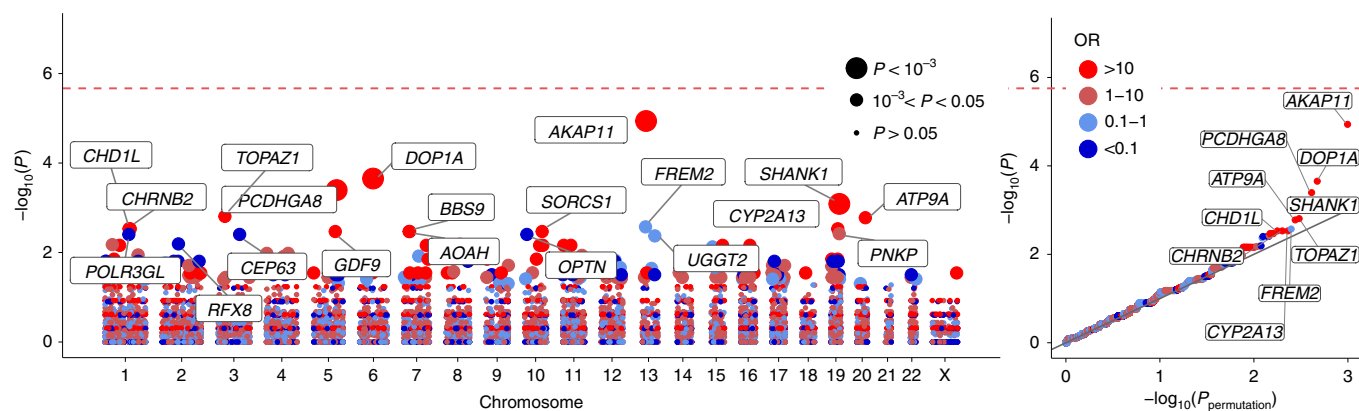 −log10(P)
6
4
2
0
CHD1L
CHRNB2
TOPAZ1
PCDHGA8
DOP1A
AKAP11
FREM2
SHANK1
ATP9A
BBS9
SORCS1
CYP2A13
POLR3GL
CEP63
GDF9
AOAH
OPTN
UGGT2
PNKP
RFX8
P < 10−3
10−3 < P < 0.05
P > 0.05
1 2 3 4 5 6 7 8 9 10 11 12 13 14 15 16 17 18 19 20 21 22 X
Chromosome
−log10(P)
6
4
2
0
OR
>10
1–10
0.1–1
<0.1
AKAP11
PCDHGA8
DOP1A
ATP9A
SHANK1
CHD1L
CHRNB2
TOPAZ1
FREM2
CYP2A13
0 1 2 3
−log10(Ppermutation)